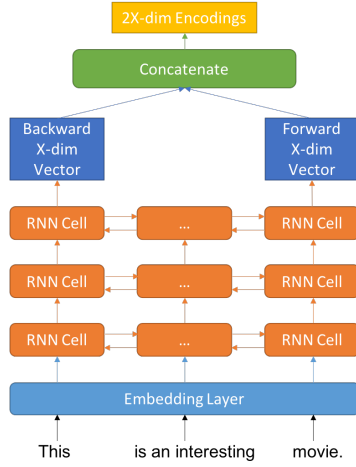 2X-dim Encodings
Concatenate
Backward
X-dim
Vector
Forward
X-dim
Vector
RNN Cell
...
RNN Cell
RNN Cell
...
RNN Cell
RNN Cell
...
RNN Cell
Embedding Layer
This
is an interesting
movie.